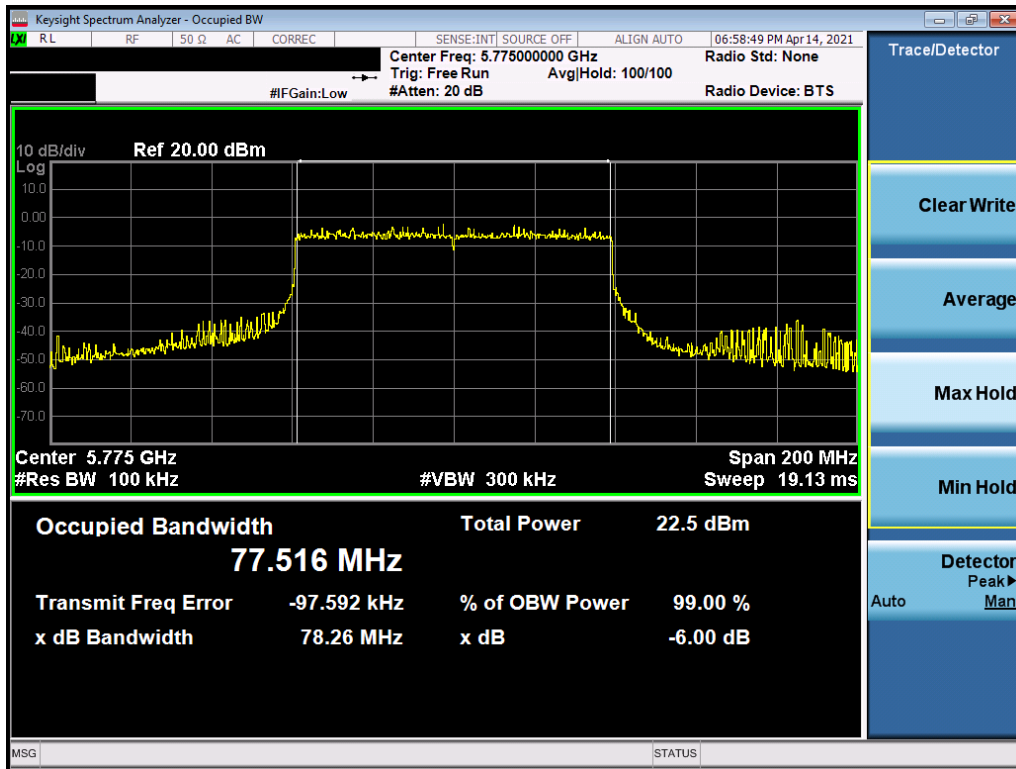 Keysight Spectrum Analyzer - Occupied BW
LXI RL RF 50 Ω AC CORREC SENSE:INT SOURCE OFF ALIGN AUTO 06:58:49 PM Apr 14, 2021
Center Freq: 5.775000000 GHz Radio Std: None
Trig: Free Run Avg|Hold: 100/100
#IFGain:Low #Atten: 20 dB Radio Device: BTS
Trace/Detector
10 dB/div Ref 20.00 dBm
Log
10.0
0.00
-10.0
-20.0
-30.0
-40.0
-50.0
-60.0
-70.0
Center 5.775 GHz Span 200 MHz
#Res BW 100 kHz #VBW 300 kHz Sweep 19.13 ms
Occupied Bandwidth Total Power 22.5 dBm
77.516 MHz
Transmit Freq Error -97.592 kHz % of OBW Power 99.00 %
x dB Bandwidth 78.26 MHz x dB -6.00 dB
Clear Write
Average
Max Hold
Min Hold
Detector
Peak▶
Auto Man
MSG STATUS